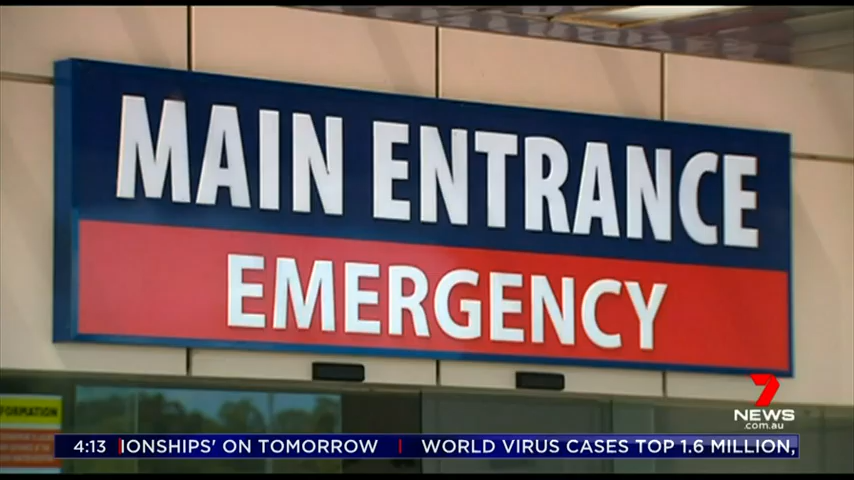 MAIN ENTRANCE
EMERGENCY
FORMATION
7
NEWS
.com.au
4:13 IONSHIPS' ON TOMORROW | WORLD VIRUS CASES TOP 1.6 MILLION,